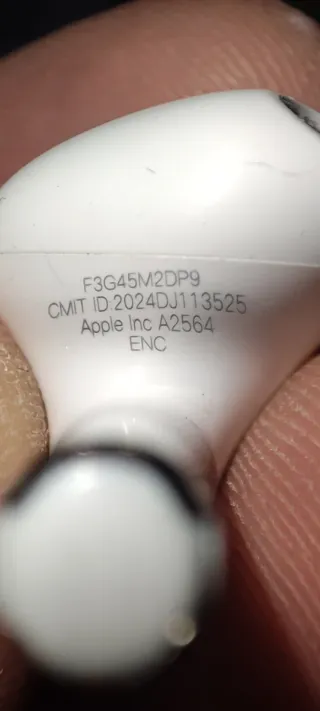 F3G45M2DP9
CMIT ID:2024DJ113525
Apple Inc A2564
ENC